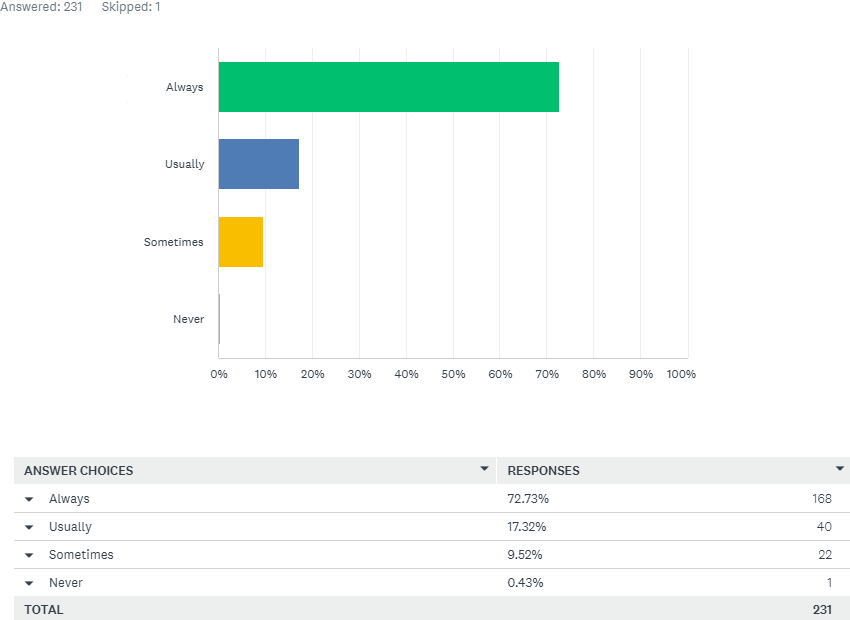 Answered: 231 Skipped: 1
Always
Usually
Sometimes
Never
0% 10% 20% 30% 40% 50% 60% 70% 80% 90% 100%
ANSWER CHOICES RESPONSES
Always 72.73% 168
Usually 17.32% 40
Sometimes 9.52% 22
Never 0.43% 1
TOTAL 231